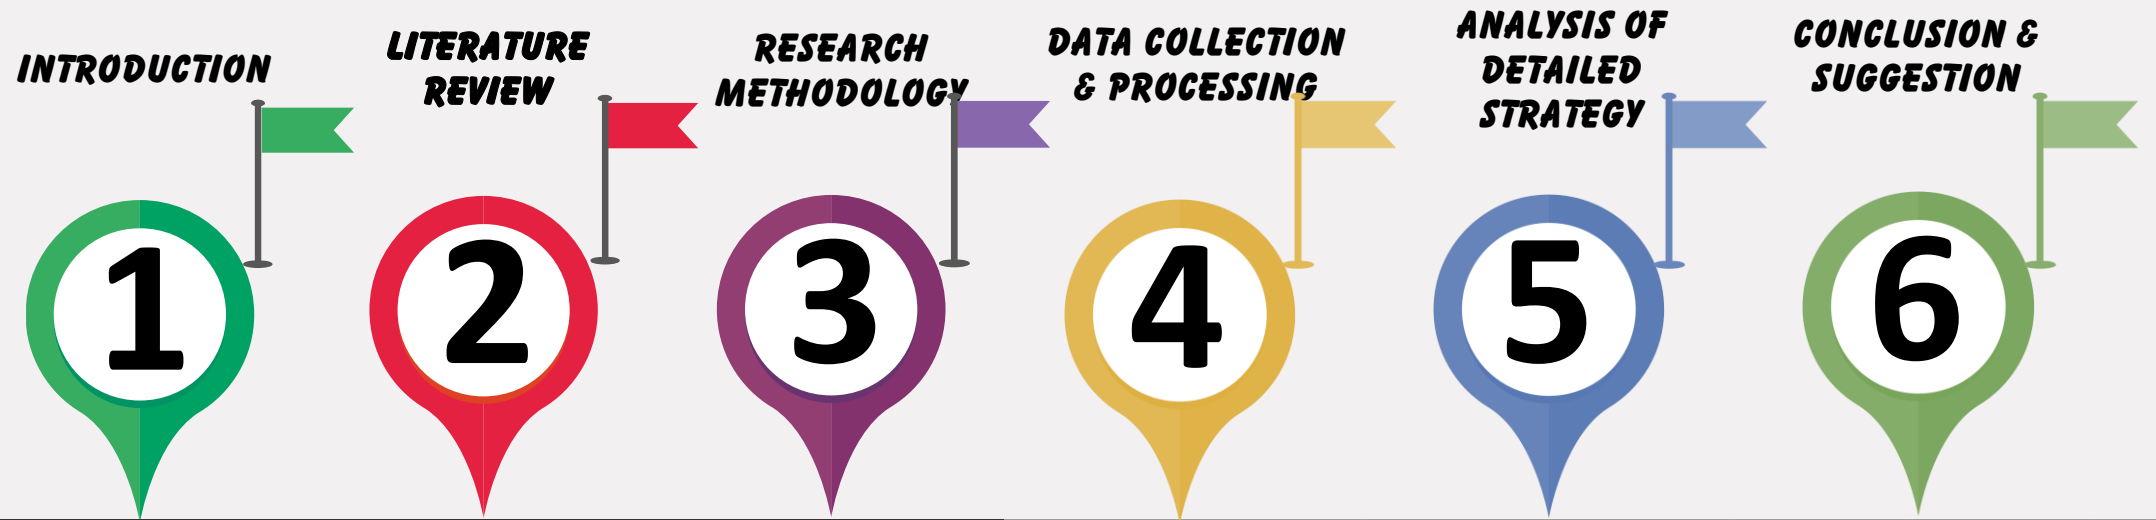 INTRODUCTION
1
LITERATURE
REVIEW
2
RESEARCH
METHODOLOGY
3
DATA COLLECTION
& PROCESSING
4
ANALYSIS OF
DETAILED
STRATEGY
5
CONCLUSION &
SUGGESTION
6